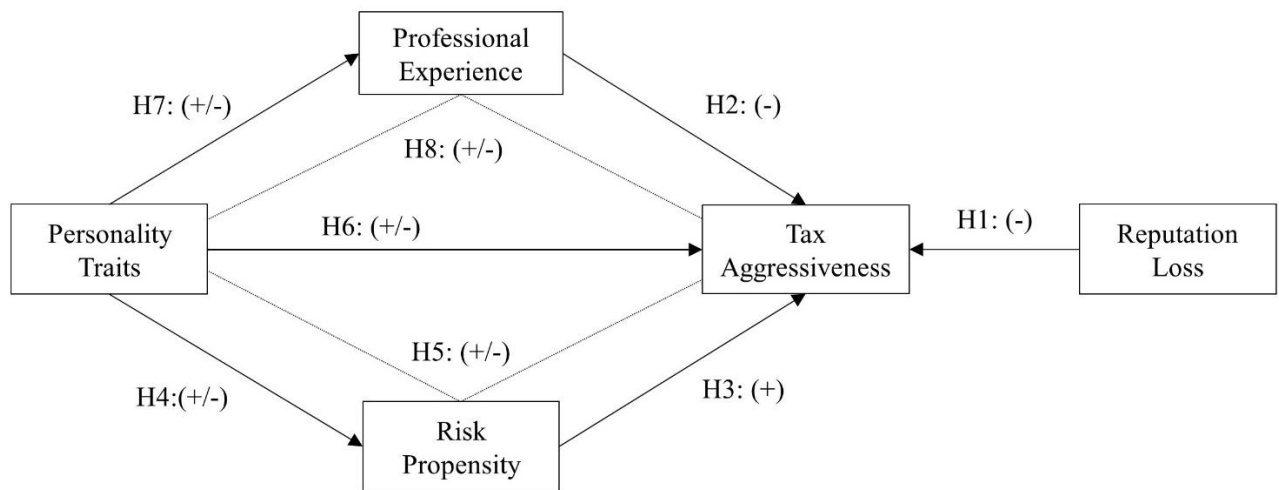 Professional
Experience
H7: (+/-)
H2: (-)
H8: (+/-)
Personality
Traits
H6: (+/-)
Tax
Aggressiveness
H1: (-)
Reputation
Loss
H5: (+/-)
H4:(+/-)
H3: (+)
Risk
Propensity